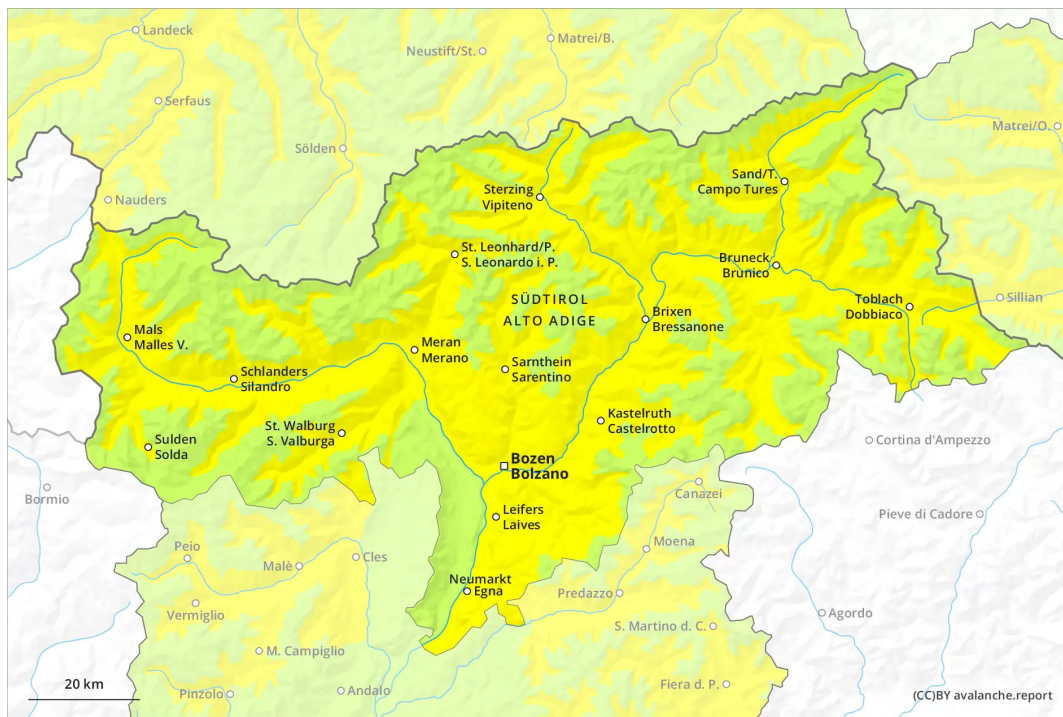 Landeck
Matrei/B.
Neustift/St.
Serfaus
Matrei/O.
Sölden
Sand/T.
Campo Tures
Sterzing
Vipiteno
Nauders
St. Leonhard/P.
S. Leonardo i. P.
Bruneck
Brunico
SÜDTIROL
ALTO ADIGE
Toblach
Dobbiaco
Sillian
Brixen
Bressanone
Mals
Malles V.
Meran
Merano
Sarnthein
Sarentino
Schlanders
Silandro
Kastelruth
Castelrotto
St. Walburg
S. Valburga
Sulden
Solda
Cortina d'Ampezzo
Bozen
Bolzano
Canazei
Bormio
Leifers
Laives
Pieve di Cadore
Moena
Peio
Cles
Malè
Neumarkt
Egna
Predazzo
Vermiglio
Agordo
S. Martino d. C.
M. Campiglio
20 km
Pinzolo
Andalo
Fiera d. P.
(CC)BY avalanche.report